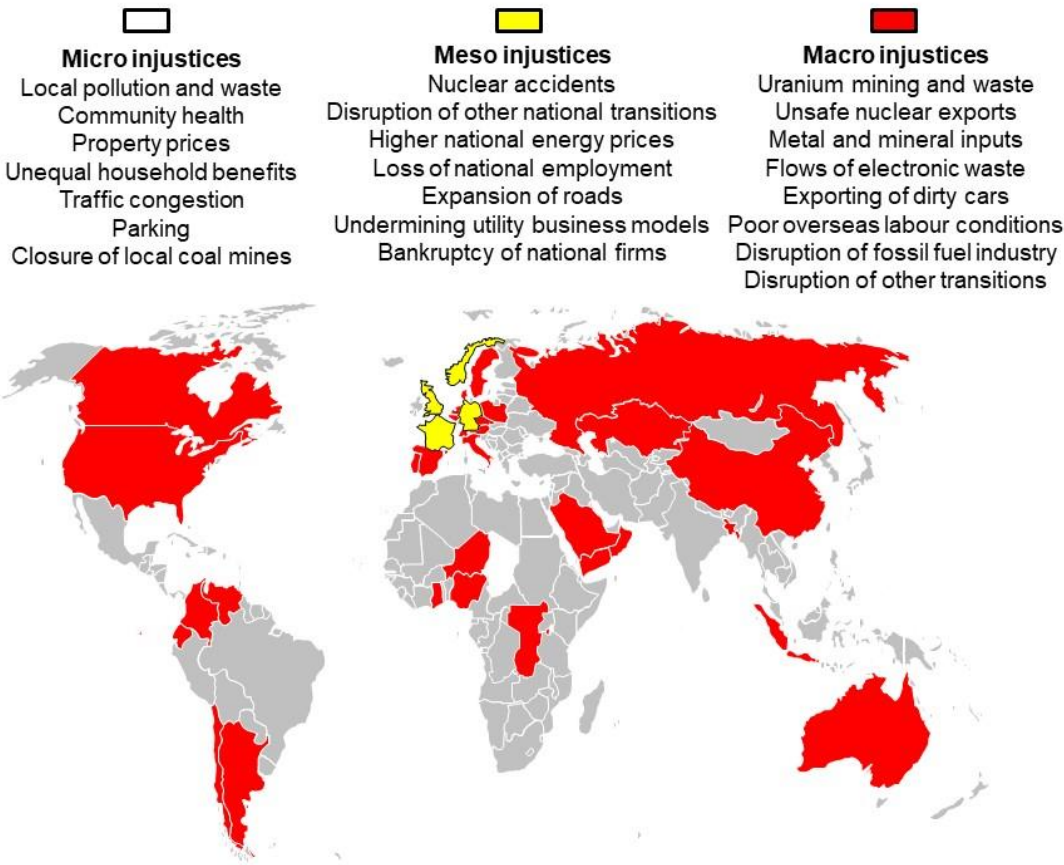 Micro injustices
Local pollution and waste
Community health
Property prices
Unequal household benefits
Traffic congestion
Parking
Closure of local coal mines
Meso injustices
Nuclear accidents
Disruption of other national transitions
Higher national energy prices
Loss of national employment
Expansion of roads
Undermining utility business models
Bankruptcy of national firms
Macro injustices
Uranium mining and waste
Unsafe nuclear exports
Metal and mineral inputs
Flows of electronic waste
Exporting of dirty cars
Poor overseas labour conditions
Disruption of fossil fuel industry
Disruption of other transitions